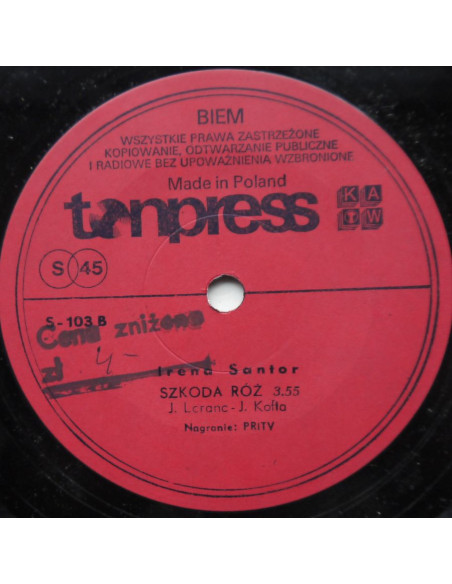 BIEM
WSZYSTKIE PRAWA ZASTRZEŻONE
KOPIOWANIE, ODTWARZANIE PUBLICZNE
I RADIOWE BEZ UPOWAŻNIENIA WZBRONIONE
Made in Poland
tonpress
KAW
S 45
S-103 B
Cena zniżona
zł 4-
Irena Santor
SZKODA RÓŻ 3.55
J. Loranc - J. Kofta
Nagranie: PRiTV